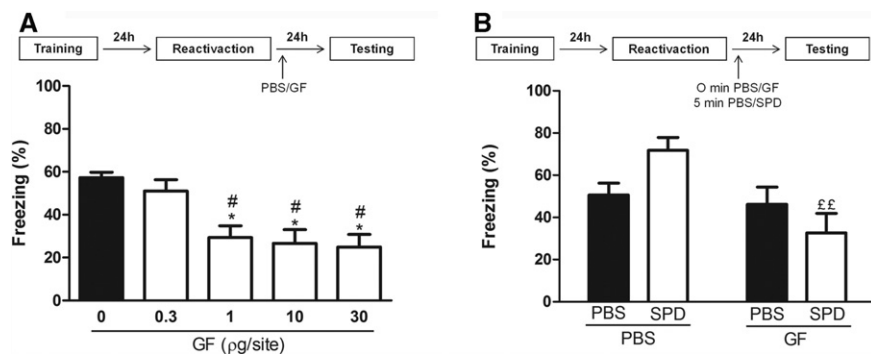 A
24h
24h
Training
Reactivaction
Testing
PBS/GF
Freezing (%)
100
80
60
40
20
0
#
*
#
*
#
*
0 0.3 1 10 30
GF (ρg/site)
B
24h
24h
Training
Reactivaction
Testing
O min PBS/GF
5 min PBS/SPD
Freezing (%)
100
80
60
40
20
0
££
PBS SPD PBS SPD
PBS GF